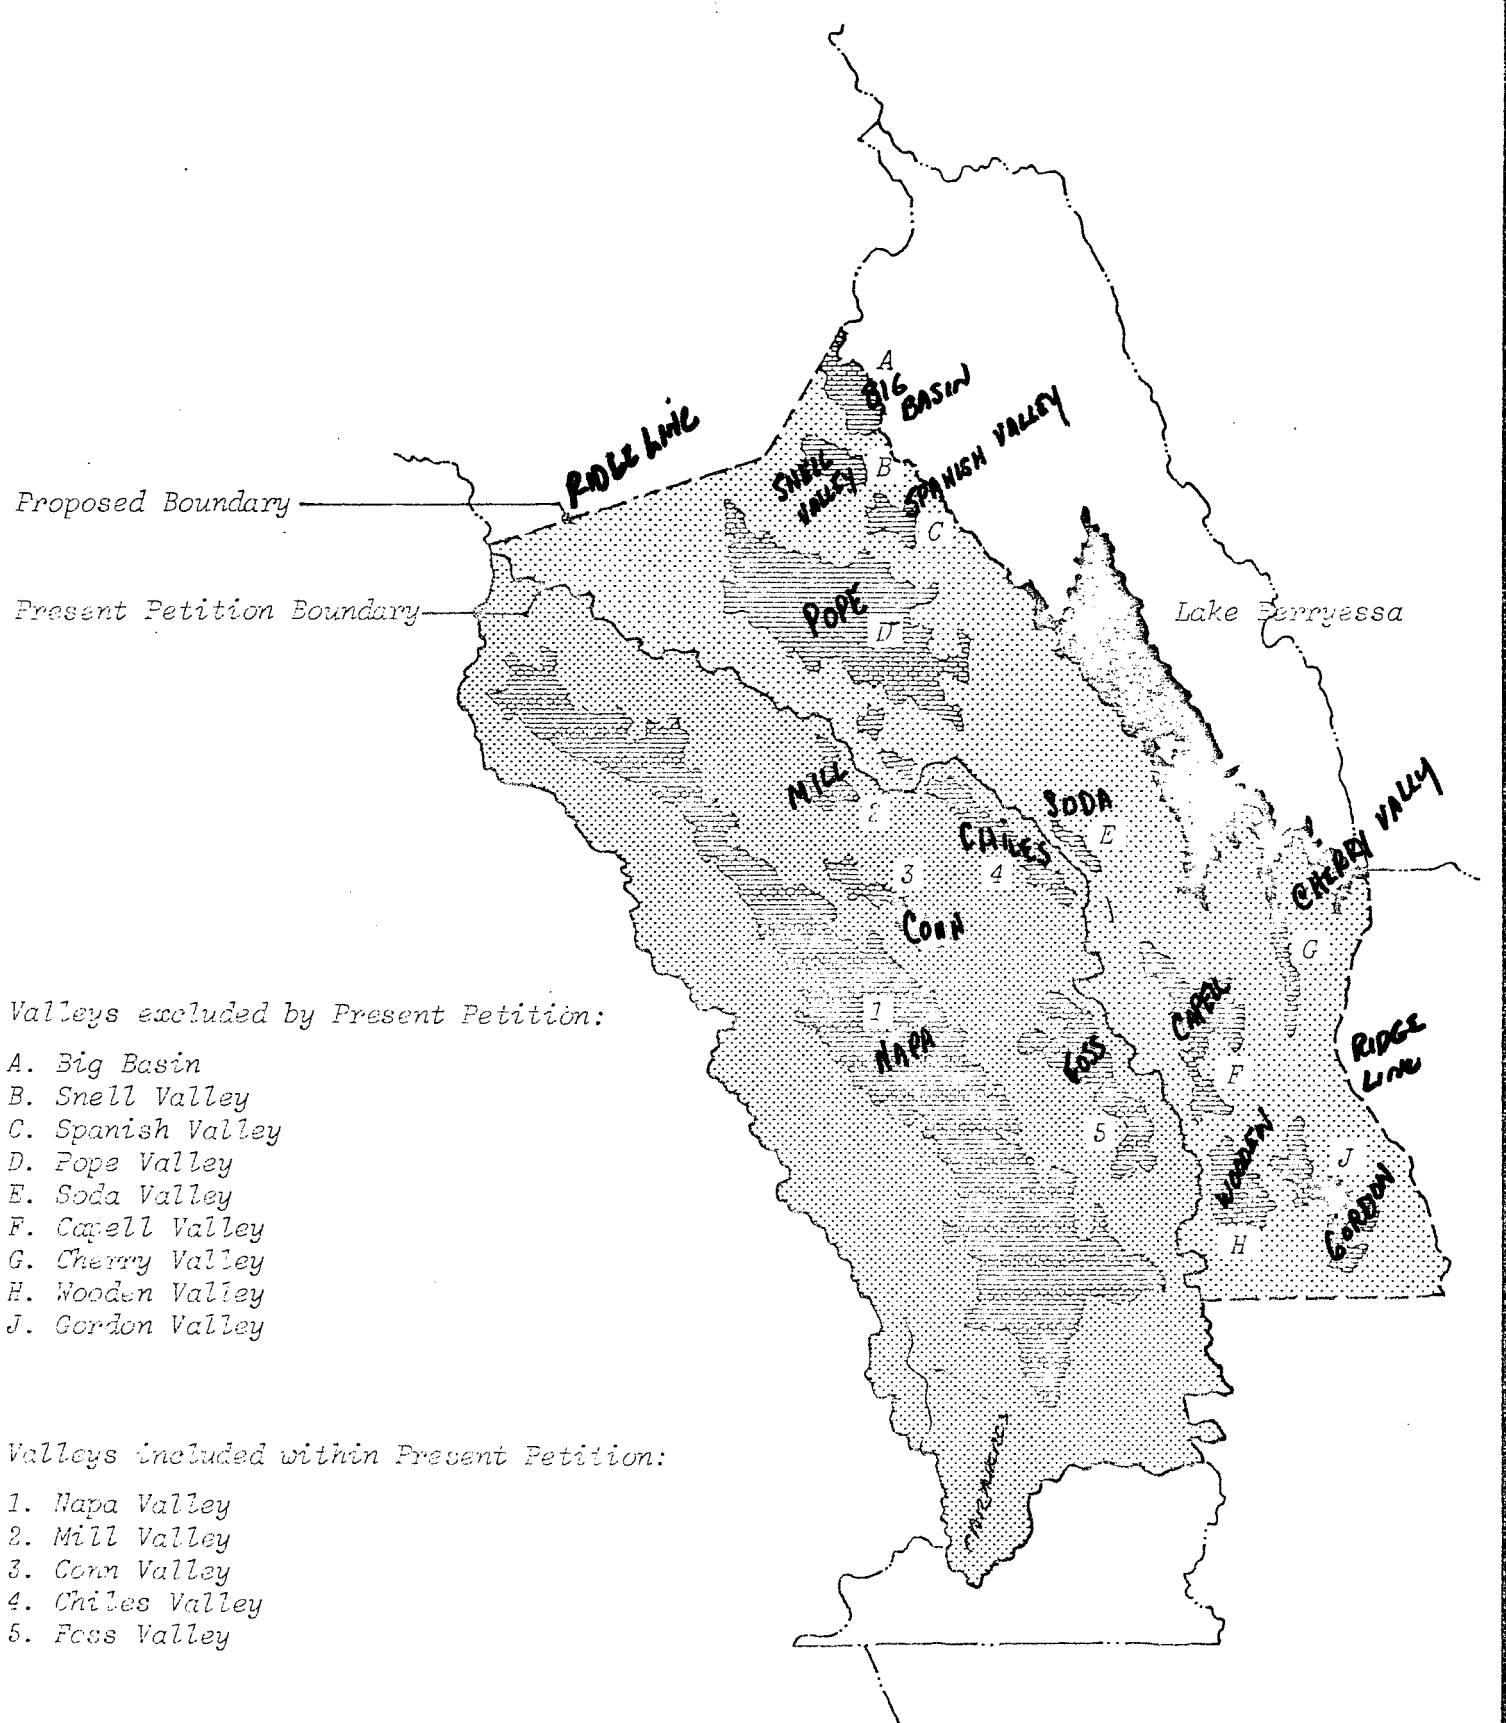 A
BIG
BASIN
RIDGE LINE
SPANISH VALLEY
SNELL
VALLEY
B
Proposed Boundary
C
Present Petition Boundary
POPE
D
Lake Berryessa
MILL
2
SODA
CHILES
E
CHERRY VALLY
3
4
CONN
G
Valleys excluded by Present Petition:
1
CAPELL
NAPA
FOSS
RIDGE
LINE
F
A. Big Basin
B. Snell Valley
C. Spanish Valley
D. Pope Valley
E. Soda Valley
F. Capell Valley
G. Cherry Valley
H. Wooden Valley
J. Gordon Valley
5
WOODEN
J
GORDON
H
Valleys included within Present Petition:
1. Napa Valley
2. Mill Valley
3. Conn Valley
4. Chiles Valley
5. Foss Valley
CARNEROS